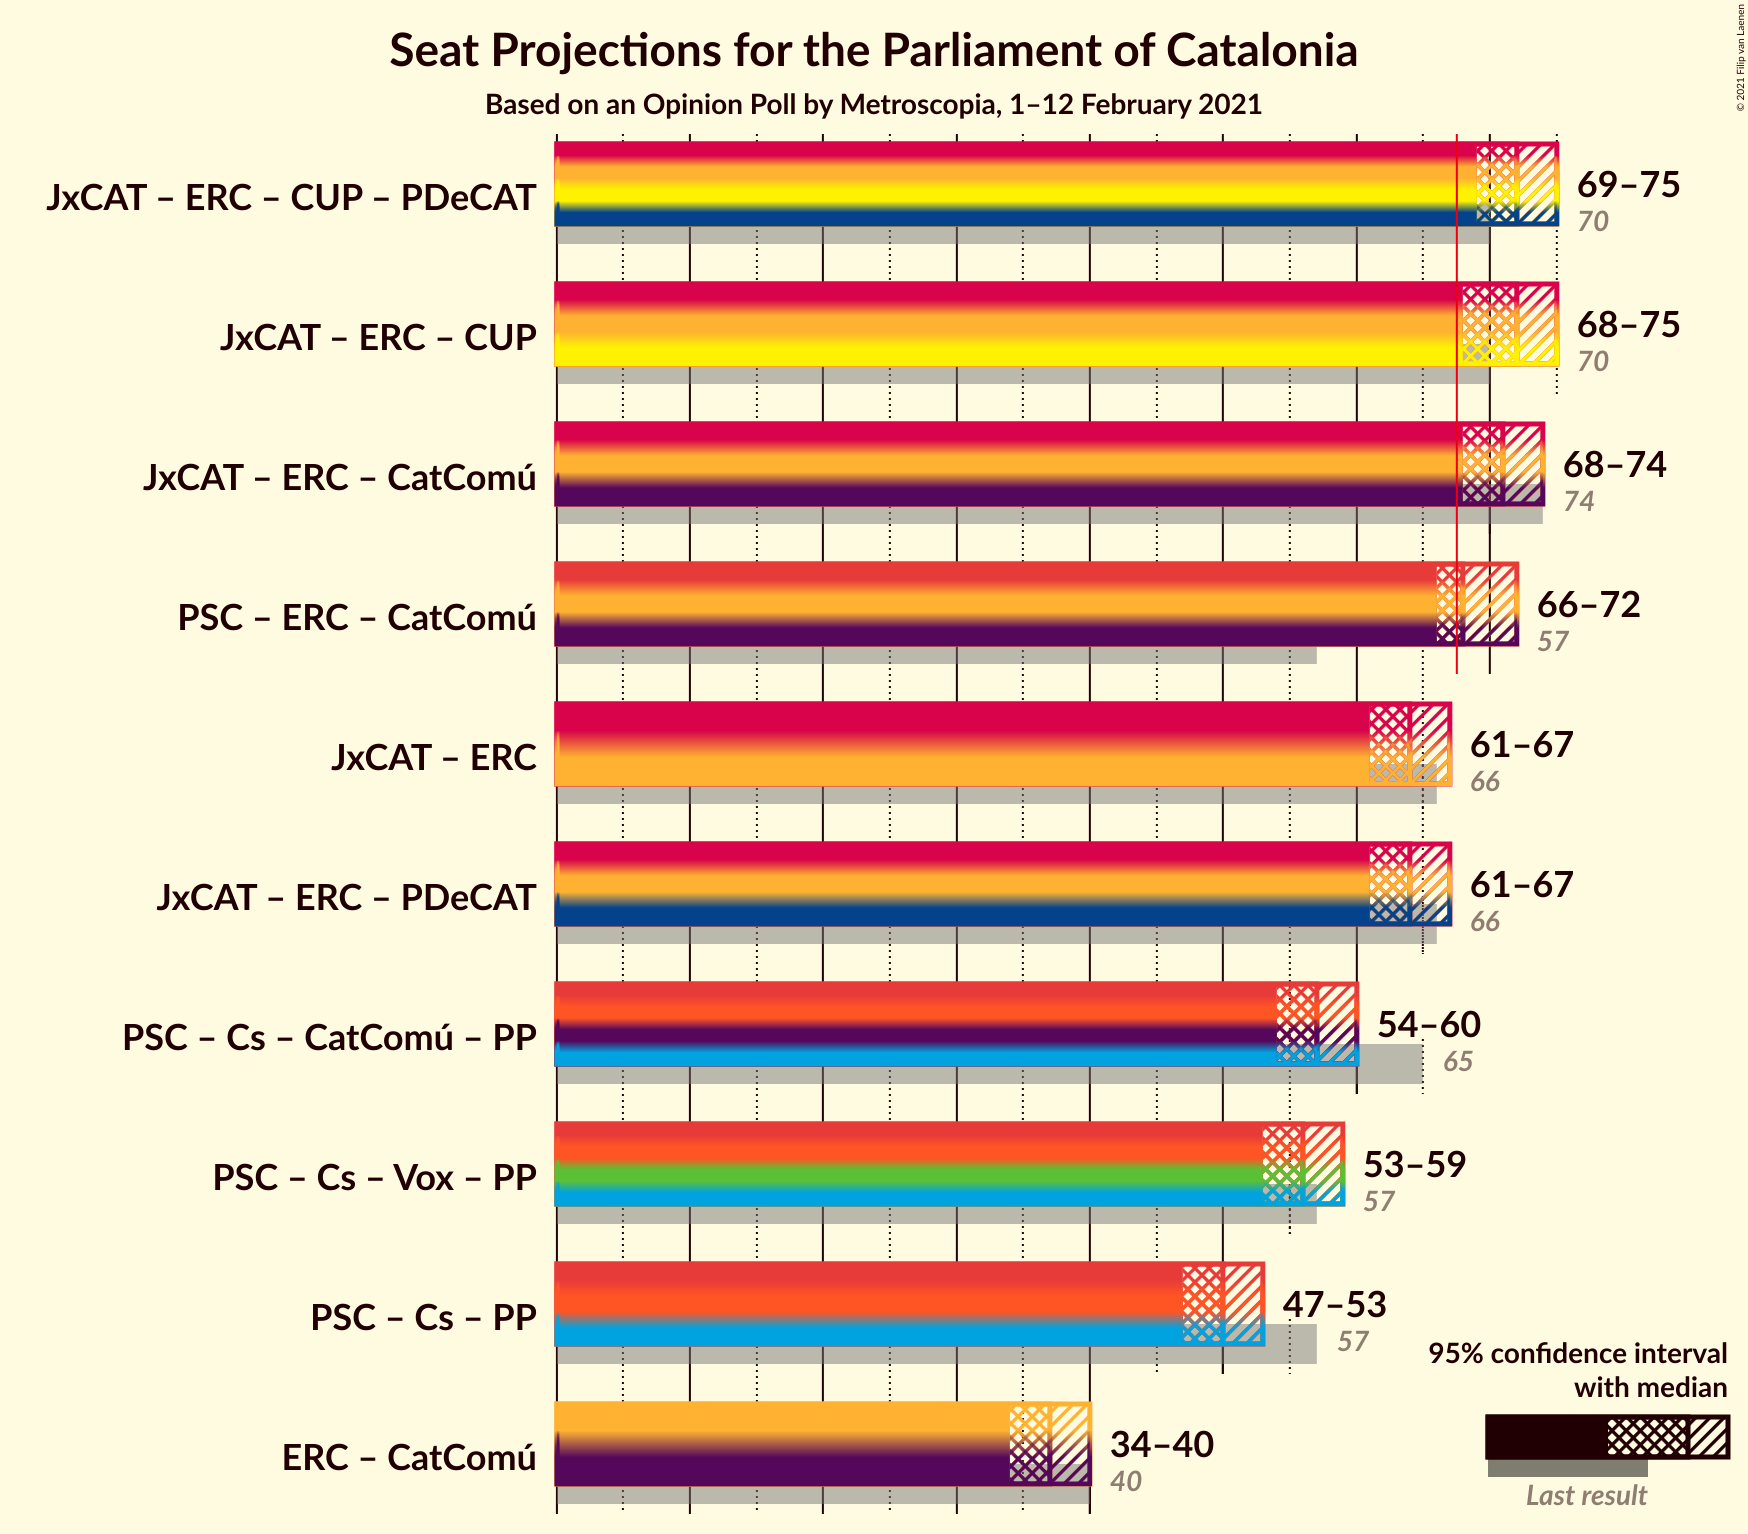 Seat Projections for the Parliament of Catalonia
Based on an Opinion Poll by Metroscopia, 1–12 February 2021
© 2021 Filip van Laenen
JxCAT – ERC – CUP – PDeCAT
69–75
70
JxCAT – ERC – CUP
68–75
70
JxCAT – ERC – CatComú
68–74
74
PSC – ERC – CatComú
66–72
57
JxCAT – ERC
61–67
66
JxCAT – ERC – PDeCAT
61–67
66
PSC – Cs – CatComú – PP
54–60
65
PSC – Cs – Vox – PP
53–59
57
PSC – Cs – PP
47–53
57
ERC – CatComú
34–40
40
95% confidence interval
with median
Last result